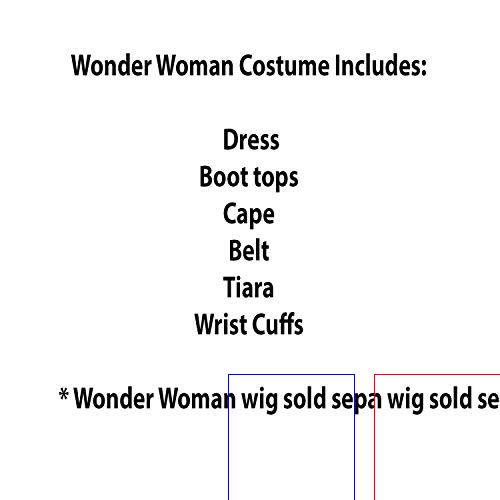 Wonder Woman Costume Includes:
Dress
Boot tops
Cape
Belt
Tiara
Wrist Cuffs
* Wonder Woman wig sold sepa wig sold se